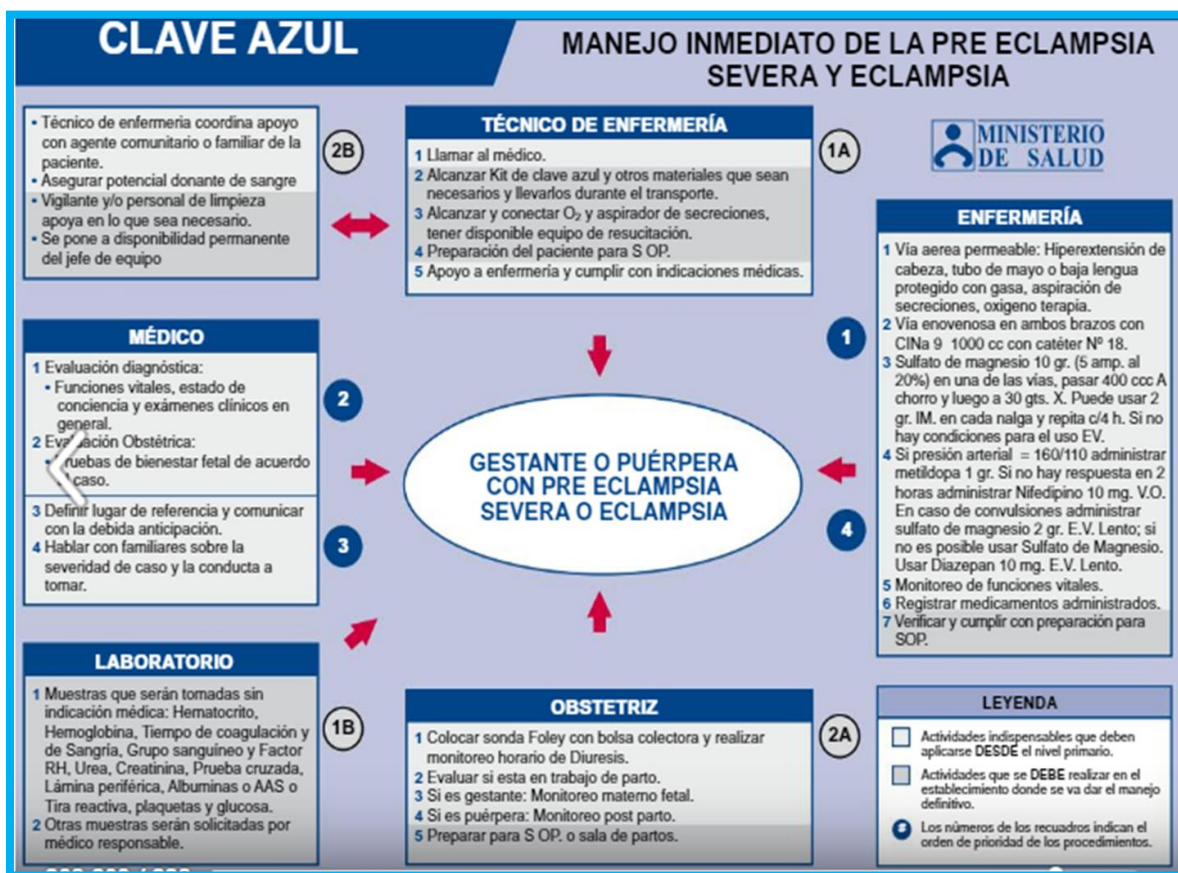 CLAVE AZUL
MANEJO INMEDIATO DE LA PRE ECLAMPSIA
SEVERA Y ECLAMPSIA
• Técnico de enfermeria coordina apoyo
con agente comunitario o familiar de la
paciente.
• Asegurar potencial donante de sangre
• Vigilante y/o personal de limpieza
apoya en lo que sea necesario.
• Se pone a disponibilidad permanente
del jefe de equipo
2B
TÉCNICO DE ENFERMERÍA
1 Llamar al médico.
2 Alcanzar Kit de clave azul y otros materiales que sean
necesarios y llevarlos durante el transporte.
3 Alcanzar y conectar O₂ y aspirador de secreciones,
tener disponible equipo de resucitación.
4 Preparación del paciente para S OP.
5 Apoyo a enfermería y cumplir con indicaciones médicas.
1A
MINISTERIO
DE SALUD
ENFERMERÍA
1 Vía aerea permeable: Hiperextensión de
cabeza, tubo de mayo o baja lengua
protegido con gasa, aspiración de
secreciones, oxigeno terapia.
2 Vía enovenosa en ambos brazos con
ClNa 9 1000 cc con catéter Nº 18.
3 Sulfato de magnesio 10 gr. (5 amp. al
20%) en una de las vías, pasar 400 ccc A
chorro y luego a 30 gts. X. Puede usar 2
gr. IM. en cada nalga y repita c/4 h. Si no
hay condiciones para el uso EV.
4 Si presión arterial = 160/110 administrar
metildopa 1 gr. Si no hay respuesta en 2
horas administrar Nifedipino 10 mg. V.O.
En caso de convulsiones administrar
sulfato de magnesio 2 gr. E.V. Lento; si
no es posible usar Sulfato de Magnesio.
Usar Diazepan 10 mg. E.V. Lento.
5 Monitoreo de funciones vitales.
6 Registrar medicamentos administrados.
7 Verificar y cumplir con preparación para
SOP.
1
4
MÉDICO
1 Evaluación diagnóstica:
• Funciones vitales, estado de
conciencia y exámenes clínicos en
general.
2 Evaluación Obstétrica:
Pruebas de bienestar fetal de acuerdo
caso.
3 Definir lugar de referencia y comunicar
con la debida anticipación.
4 Hablar con familiares sobre la
severidad de caso y la conducta a
tomar.
2
3
GESTANTE O PUÉRPERA
CON PRE ECLAMPSIA
SEVERA O ECLAMPSIA
LABORATORIO
1 Muestras que serán tomadas sin
indicación médica: Hematocrito,
Hemoglobina, Tiempo de coagulación y
de Sangría, Grupo sanguíneo y Factor
RH, Urea, Creatinina, Prueba cruzada,
Lámina periférica, Albuminas o AAS o
Tira reactiva, plaquetas y glucosa.
2 Otras muestras serán solicitadas por
médico responsable.
1B
OBSTETRIZ
1 Colocar sonda Foley con bolsa colectora y realizar
monitoreo horario de Diuresis.
2 Evaluar si esta en trabajo de parto.
3 Si es gestante: Monitoreo materno fetal.
4 Si es puérpera: Monitoreo post parto.
5 Preparar para S OP. o sala de partos.
2A
LEYENDA
Actividades indispensables que deben
aplicarse DESDE el nivel primario.
Actividades que se DEBE realizar en el
establecimiento donde se va dar el manejo
definitivo.
# Los números de los recuadros indican el
orden de prioridad de los procedimientos.